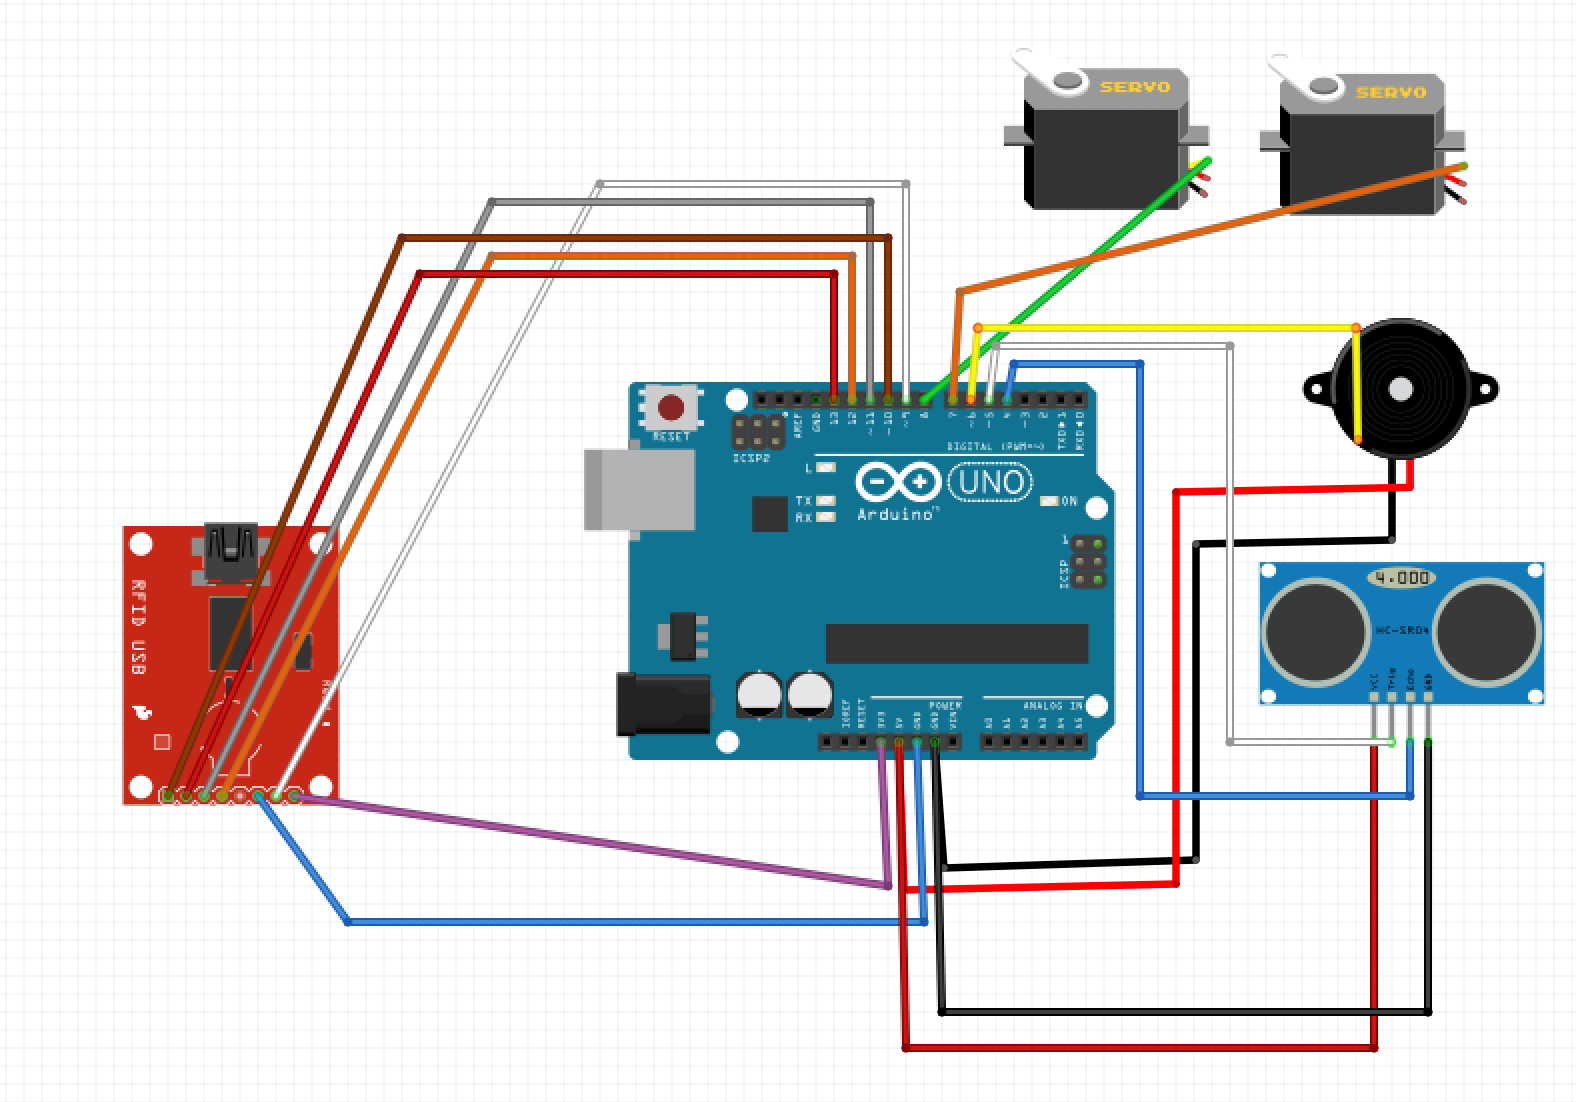 SERVO
SERVO
RESET
ICSP2
AREF
GND
13
12
~11
~10
~9
8
7
~6
~5
4
~3
2
TXD▶1
RXD◀0
DIGITAL (PWM=~)
L
TX
RX
UNO
Arduino™
ON
1
ICSP
RFID USB
4.000
HC-SR04
VCC
Trig
Echo
GND
IOREF
RESET
3V3
5V
GND
GND
VIN
POWER
ANALOG IN
A0
A1
A2
A3
A4
A5